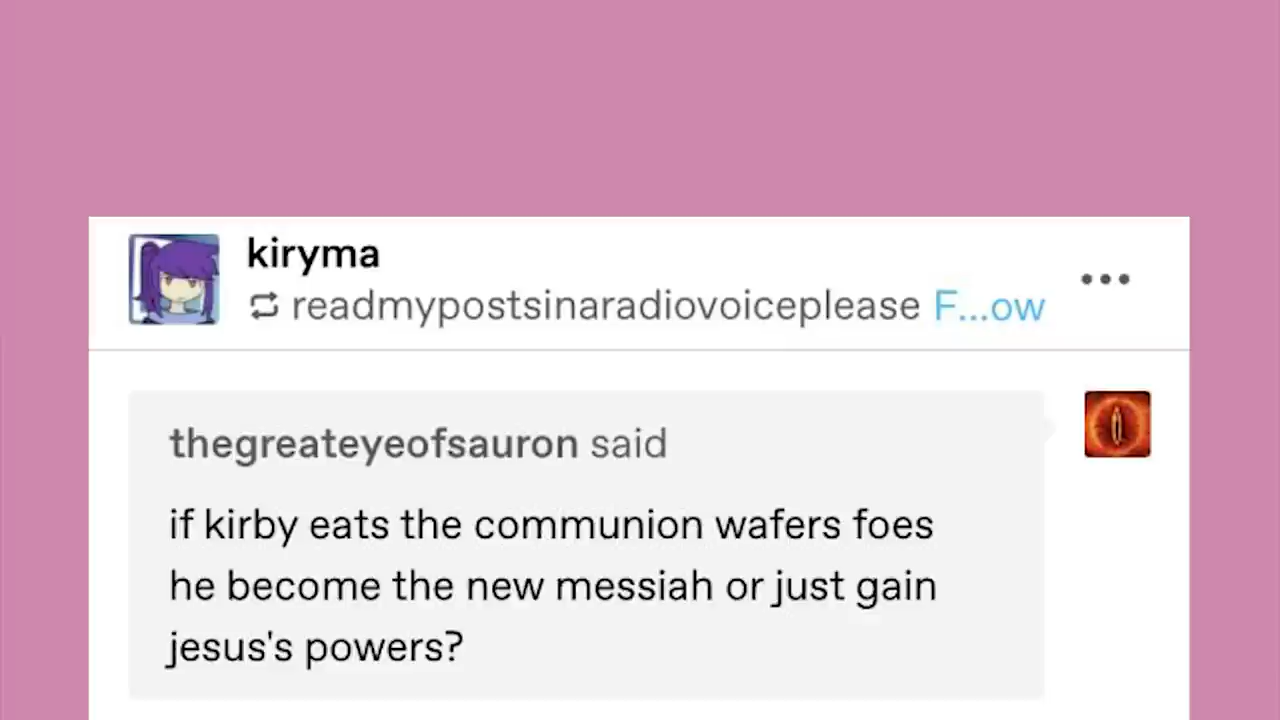 kiryma
readmypostsinaradiovoiceplease F...ow
thegreateyeofsauron said
if kirby eats the communion wafers foes
he become the new messiah or just gain
jesus's powers?